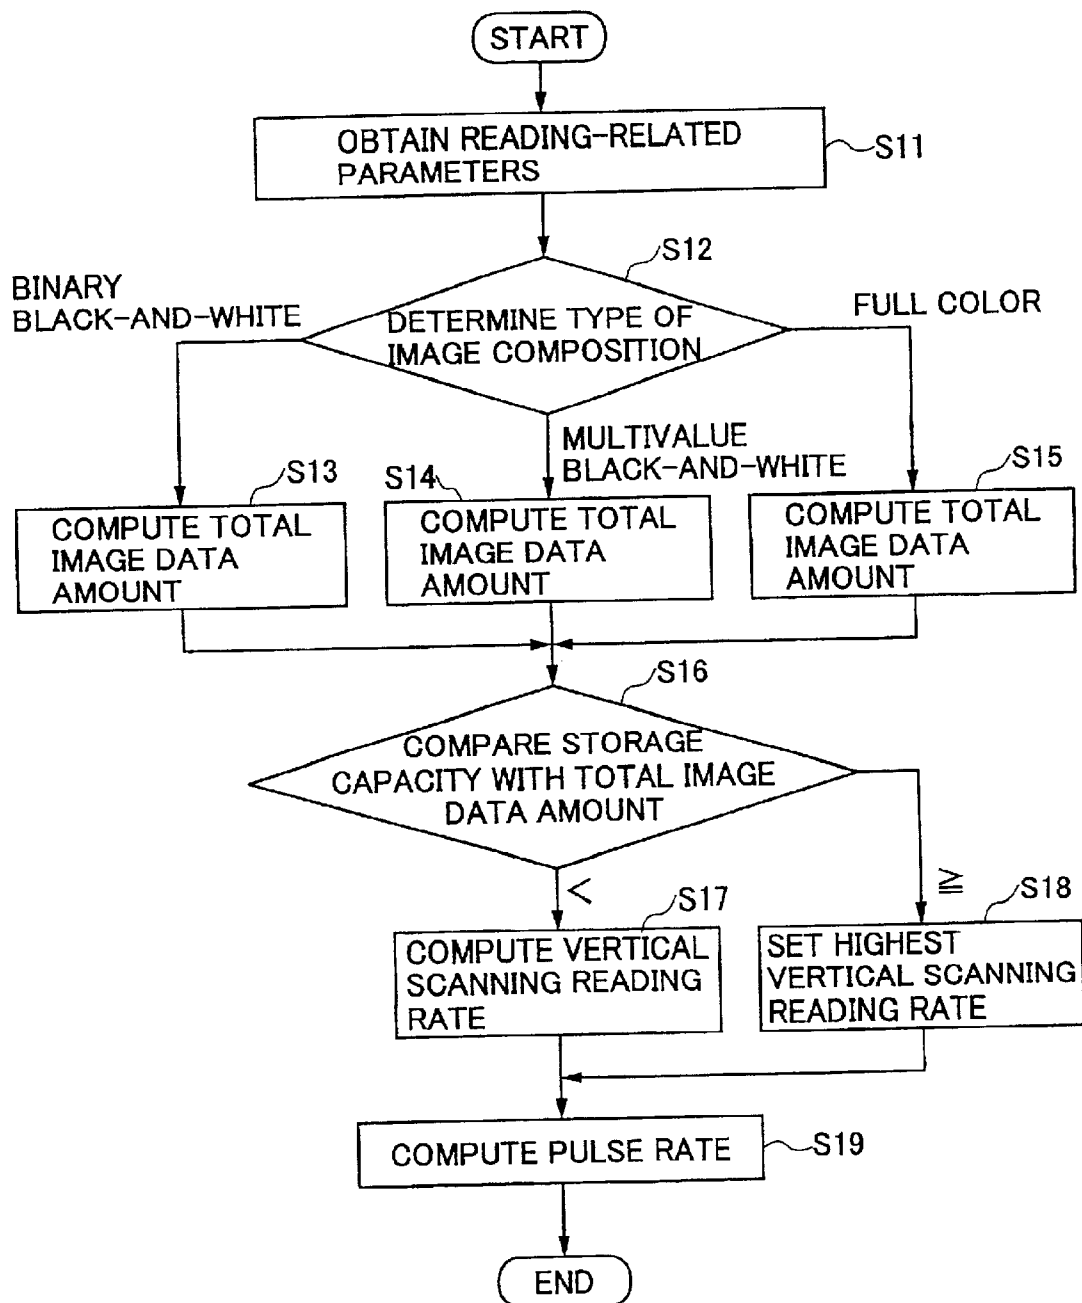 START
OBTAIN READING-RELATED
PARAMETERS
S11
S12
BINARY
BLACK-AND-WHITE
DETERMINE TYPE OF
IMAGE COMPOSITION
FULL COLOR
MULTIVALUE
BLACK-AND-WHITE
S13
COMPUTE TOTAL
IMAGE DATA
AMOUNT
S14
COMPUTE TOTAL
IMAGE DATA
AMOUNT
S15
COMPUTE TOTAL
IMAGE DATA
AMOUNT
S16
COMPARE STORAGE
CAPACITY WITH TOTAL IMAGE
DATA AMOUNT
<
≧
S17
COMPUTE VERTICAL
SCANNING READING
RATE
S18
SET HIGHEST
VERTICAL SCANNING
READING RATE
COMPUTE PULSE RATE
S19
END